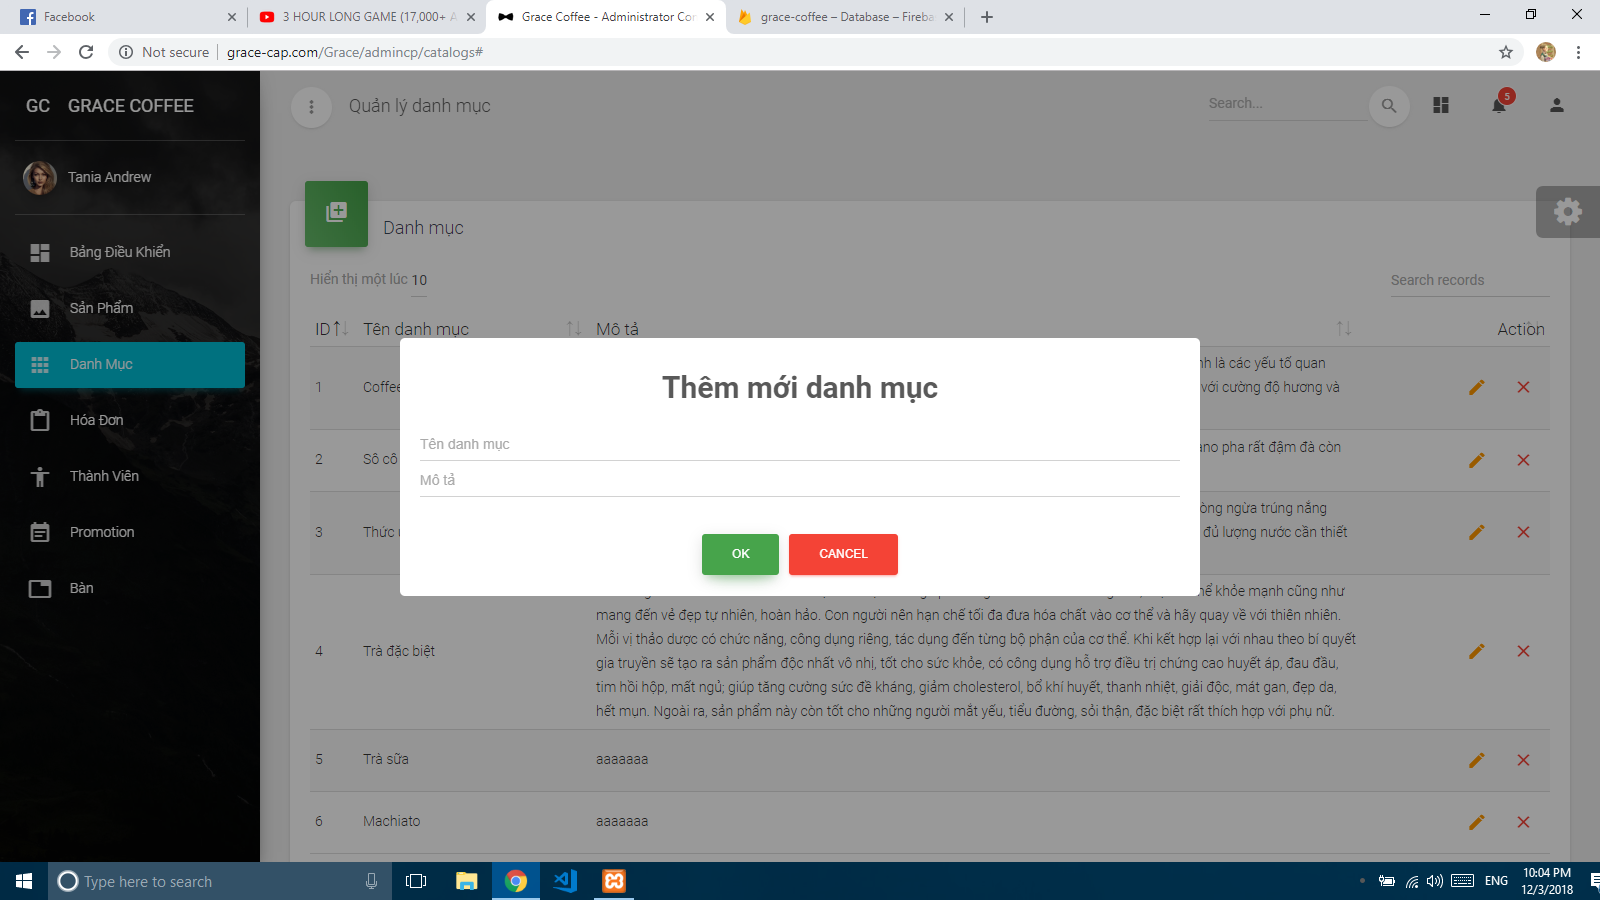 Facebook
3 HOUR LONG GAME (17,000+
Grace Coffee - Administrator Con
grace-coffee – Database – Fireba
Not secure
grace-cap.com/Grace/admincp/catalogs#
GC GRACE COFFEE
Tania Andrew
Bảng Điều Khiển
Sản Phẩm
Danh Mục
Hóa Đơn
Thành Viên
Promotion
Bàn
Quản lý danh mục
Search...
5
Danh mục
Hiển thị một lúc 10
Search records
ID Tên danh mục Mô tả Action
nh là các yếu tố quan
1 Coffee với cường độ hương và
2 Sô cô
ano pha rất đậm đà còn
òng ngừa trúng nắng
3 Thức đủ lượng nước cần thiết
Thêm mới danh mục
Tên danh mục
Mô tả
OK
CANCEL
thể khỏe mạnh cũng như
mang đến vẻ đẹp tự nhiên, hoàn hảo. Con người nên hạn chế tối đa đưa hóa chất vào cơ thể và hãy quay về với thiên nhiên.
Mỗi vị thảo dược có chức năng, công dụng riêng, tác dụng đến từng bộ phận của cơ thể. Khi kết hợp lại với nhau theo bí quyết
4 Trà đặc biệt
gia truyền sẽ tạo ra sản phẩm độc nhất vô nhị, tốt cho sức khỏe, có công dụng hỗ trợ điều trị chứng cao huyết áp, đau đầu,
tim hồi hộp, mất ngủ; giúp tăng cường sức đề kháng, giảm cholesterol, bổ khí huyết, thanh nhiệt, giải độc, mát gan, đẹp da,
hết mụn. Ngoài ra, sản phẩm này còn tốt cho những người mắt yếu, tiểu đường, sỏi thận, đặc biệt rất thích hợp với phụ nữ.
5 Trà sữa aaaaaaa
6 Machiato aaaaaaa
Type here to search
ENG
10:04 PM
12/3/2018